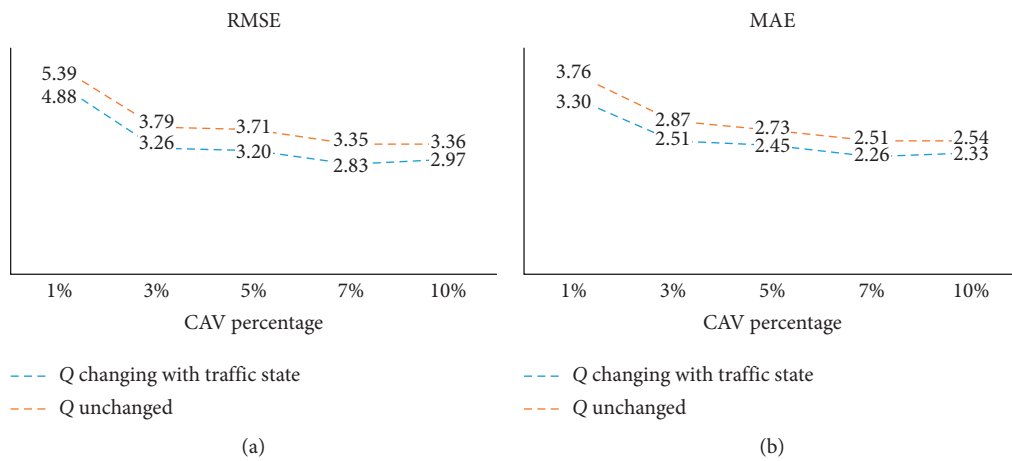 RMSE
5.39
4.88
3.79
3.26
3.71
3.20
3.35
2.83
3.36
2.97
1% 3% 5% 7% 10%
CAV percentage
Q changing with traffic state
Q unchanged
(a)
MAE
3.76
3.30
2.87
2.51
2.73
2.45
2.51
2.26
2.54
2.33
1% 3% 5% 7% 10%
CAV percentage
Q changing with traffic state
Q unchanged
(b)